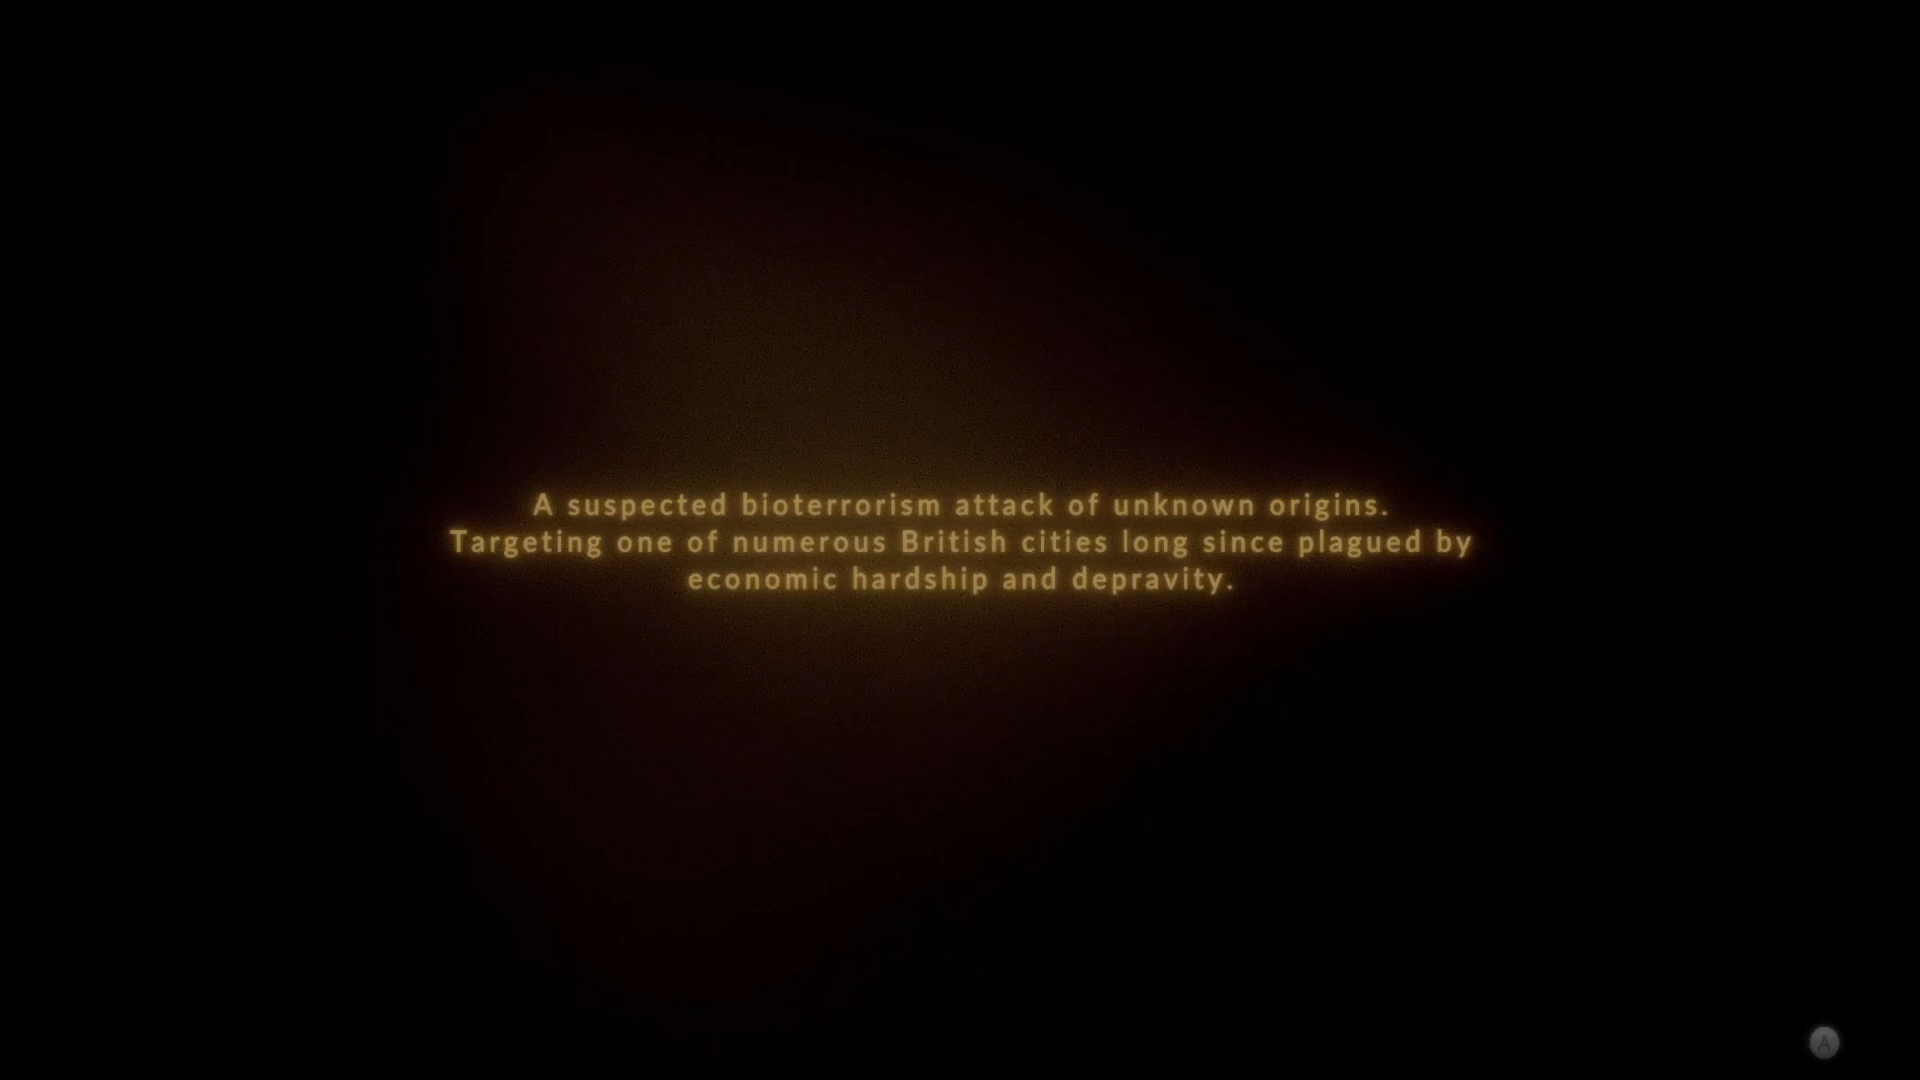 A suspected bioterrorism attack of unknown origins.
Targeting one of numerous British cities long since plagued by
economic hardship and depravity.
A